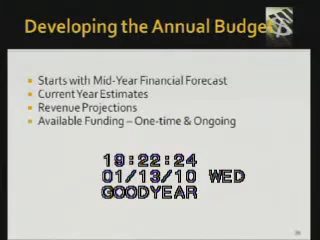 Developing the Annual Budget
Starts with Mid-Year Financial Forecast
Current Year Estimates
Revenue Projections
Available Funding – One-time & Ongoing
19:22:24
01/13/10 WED
GOODYEAR